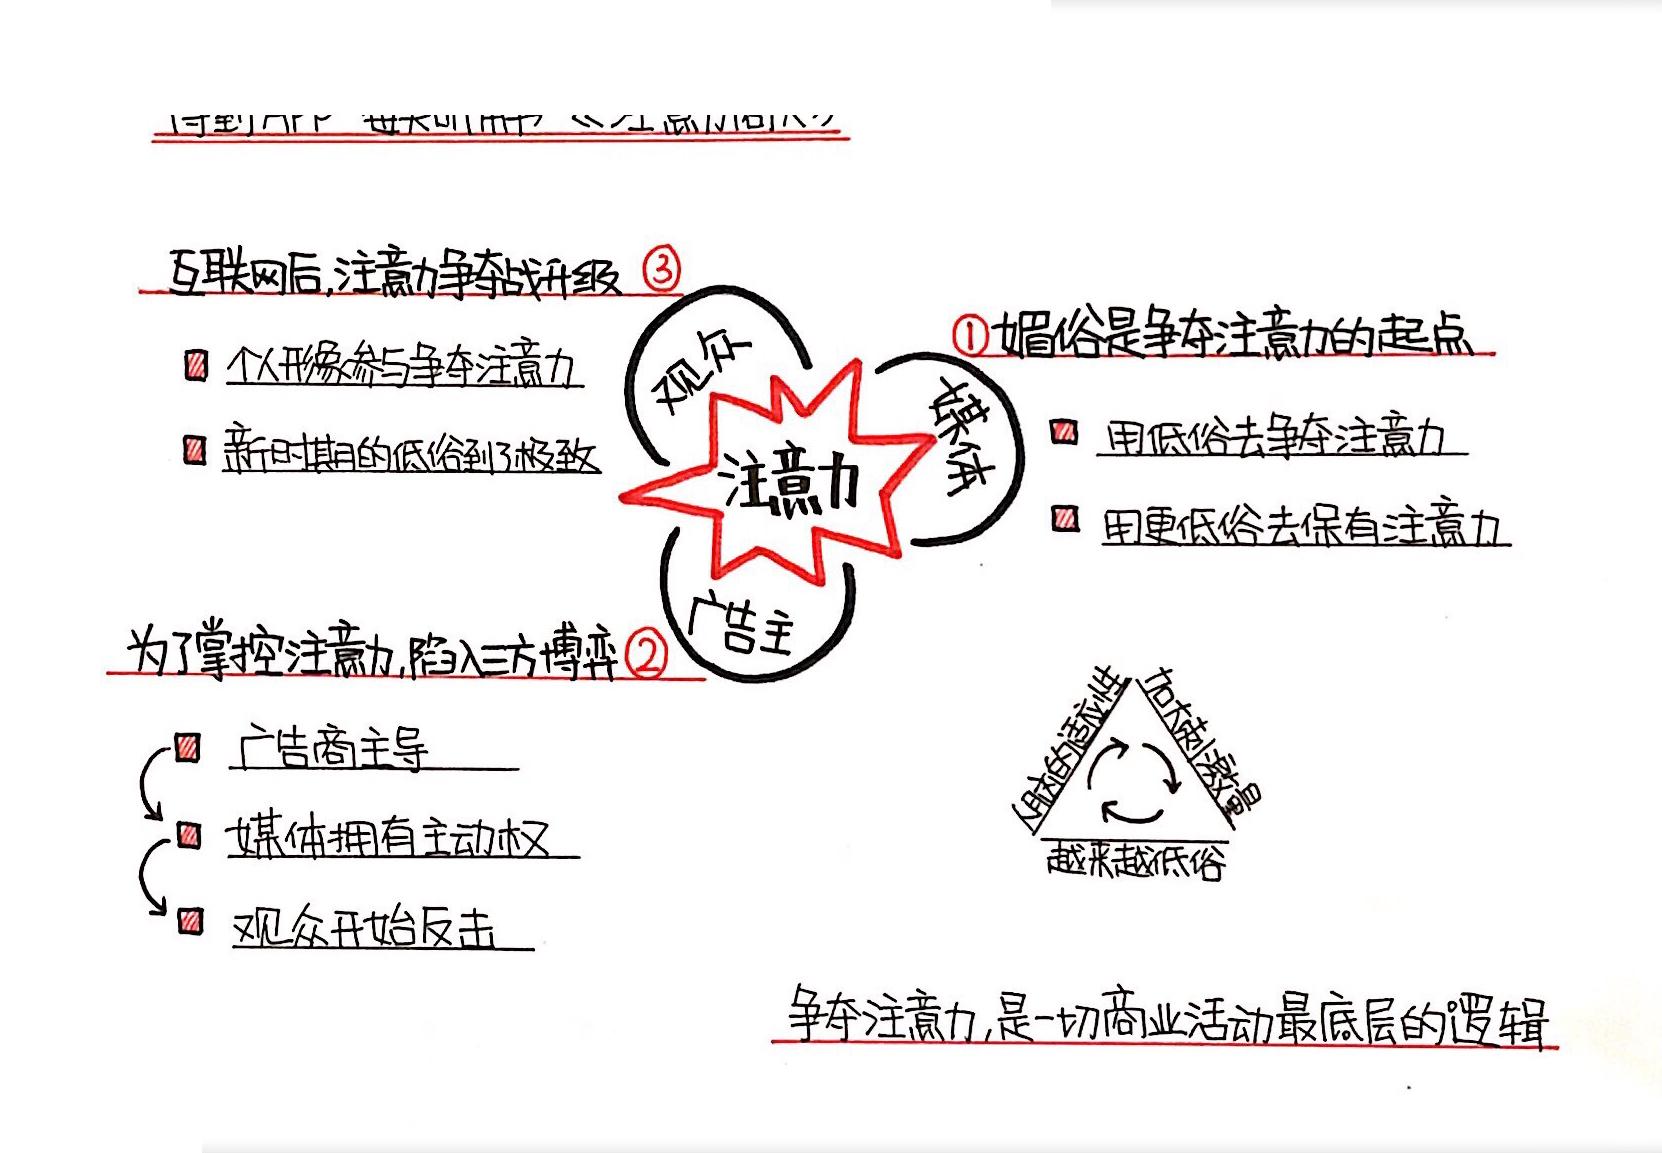 互联网后,注意力争夺战升级 ③
个人形象参与争夺注意力
新时期的低俗到了极致
①媚俗是争夺注意力的起点
用低俗去争夺注意力
用更低俗去保有注意力
观众
媒体
注意力
广告主
为了掌控注意力,陷入三方博弈②
广告商主导
媒体拥有主动权
观众开始反击
人脑的适应性
加大刺激量
越来越低俗
争夺注意力,是一切商业活动最底层的逻辑